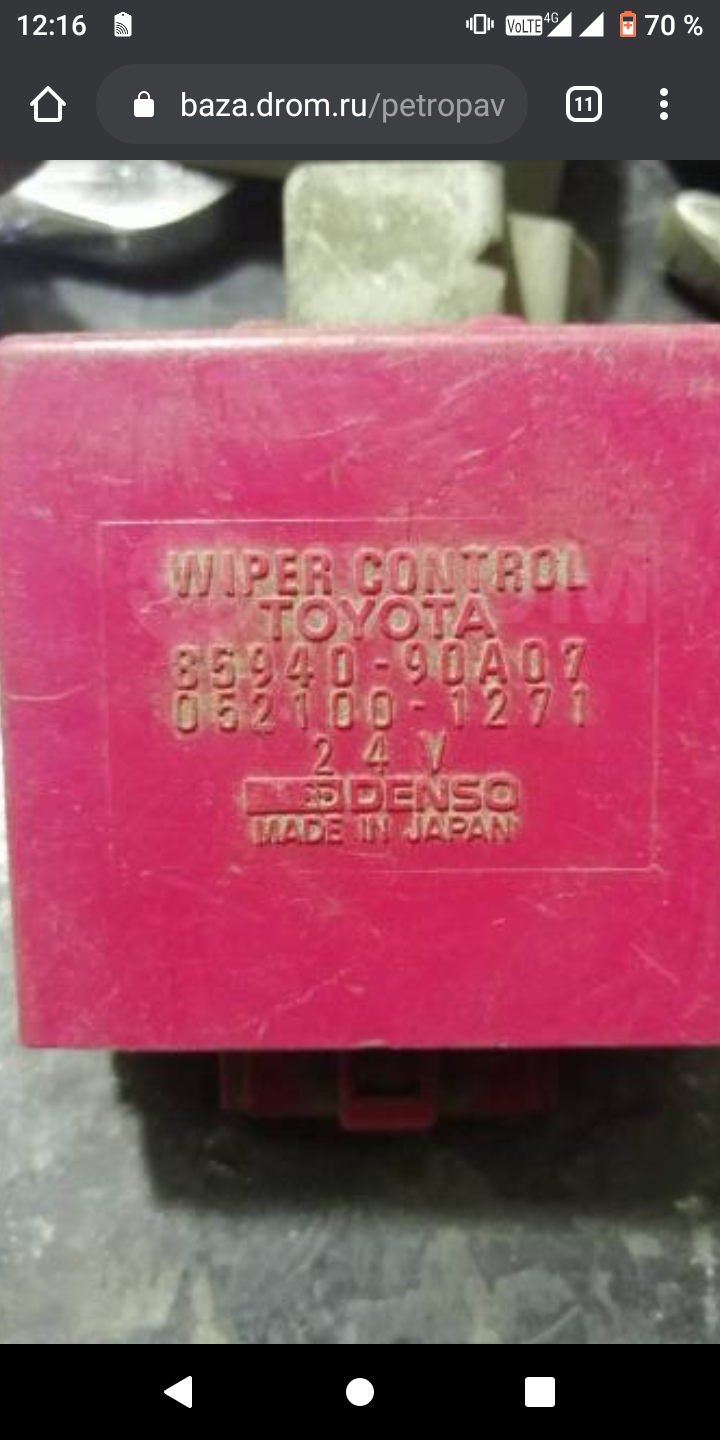 12:16
VoLTE 4G 70 %
baza.drom.ru/petropav
11
WIPER CONTROL
TOYOTA
85940-90A07
052100-1271
24V
DENSO
MADE IN JAPAN